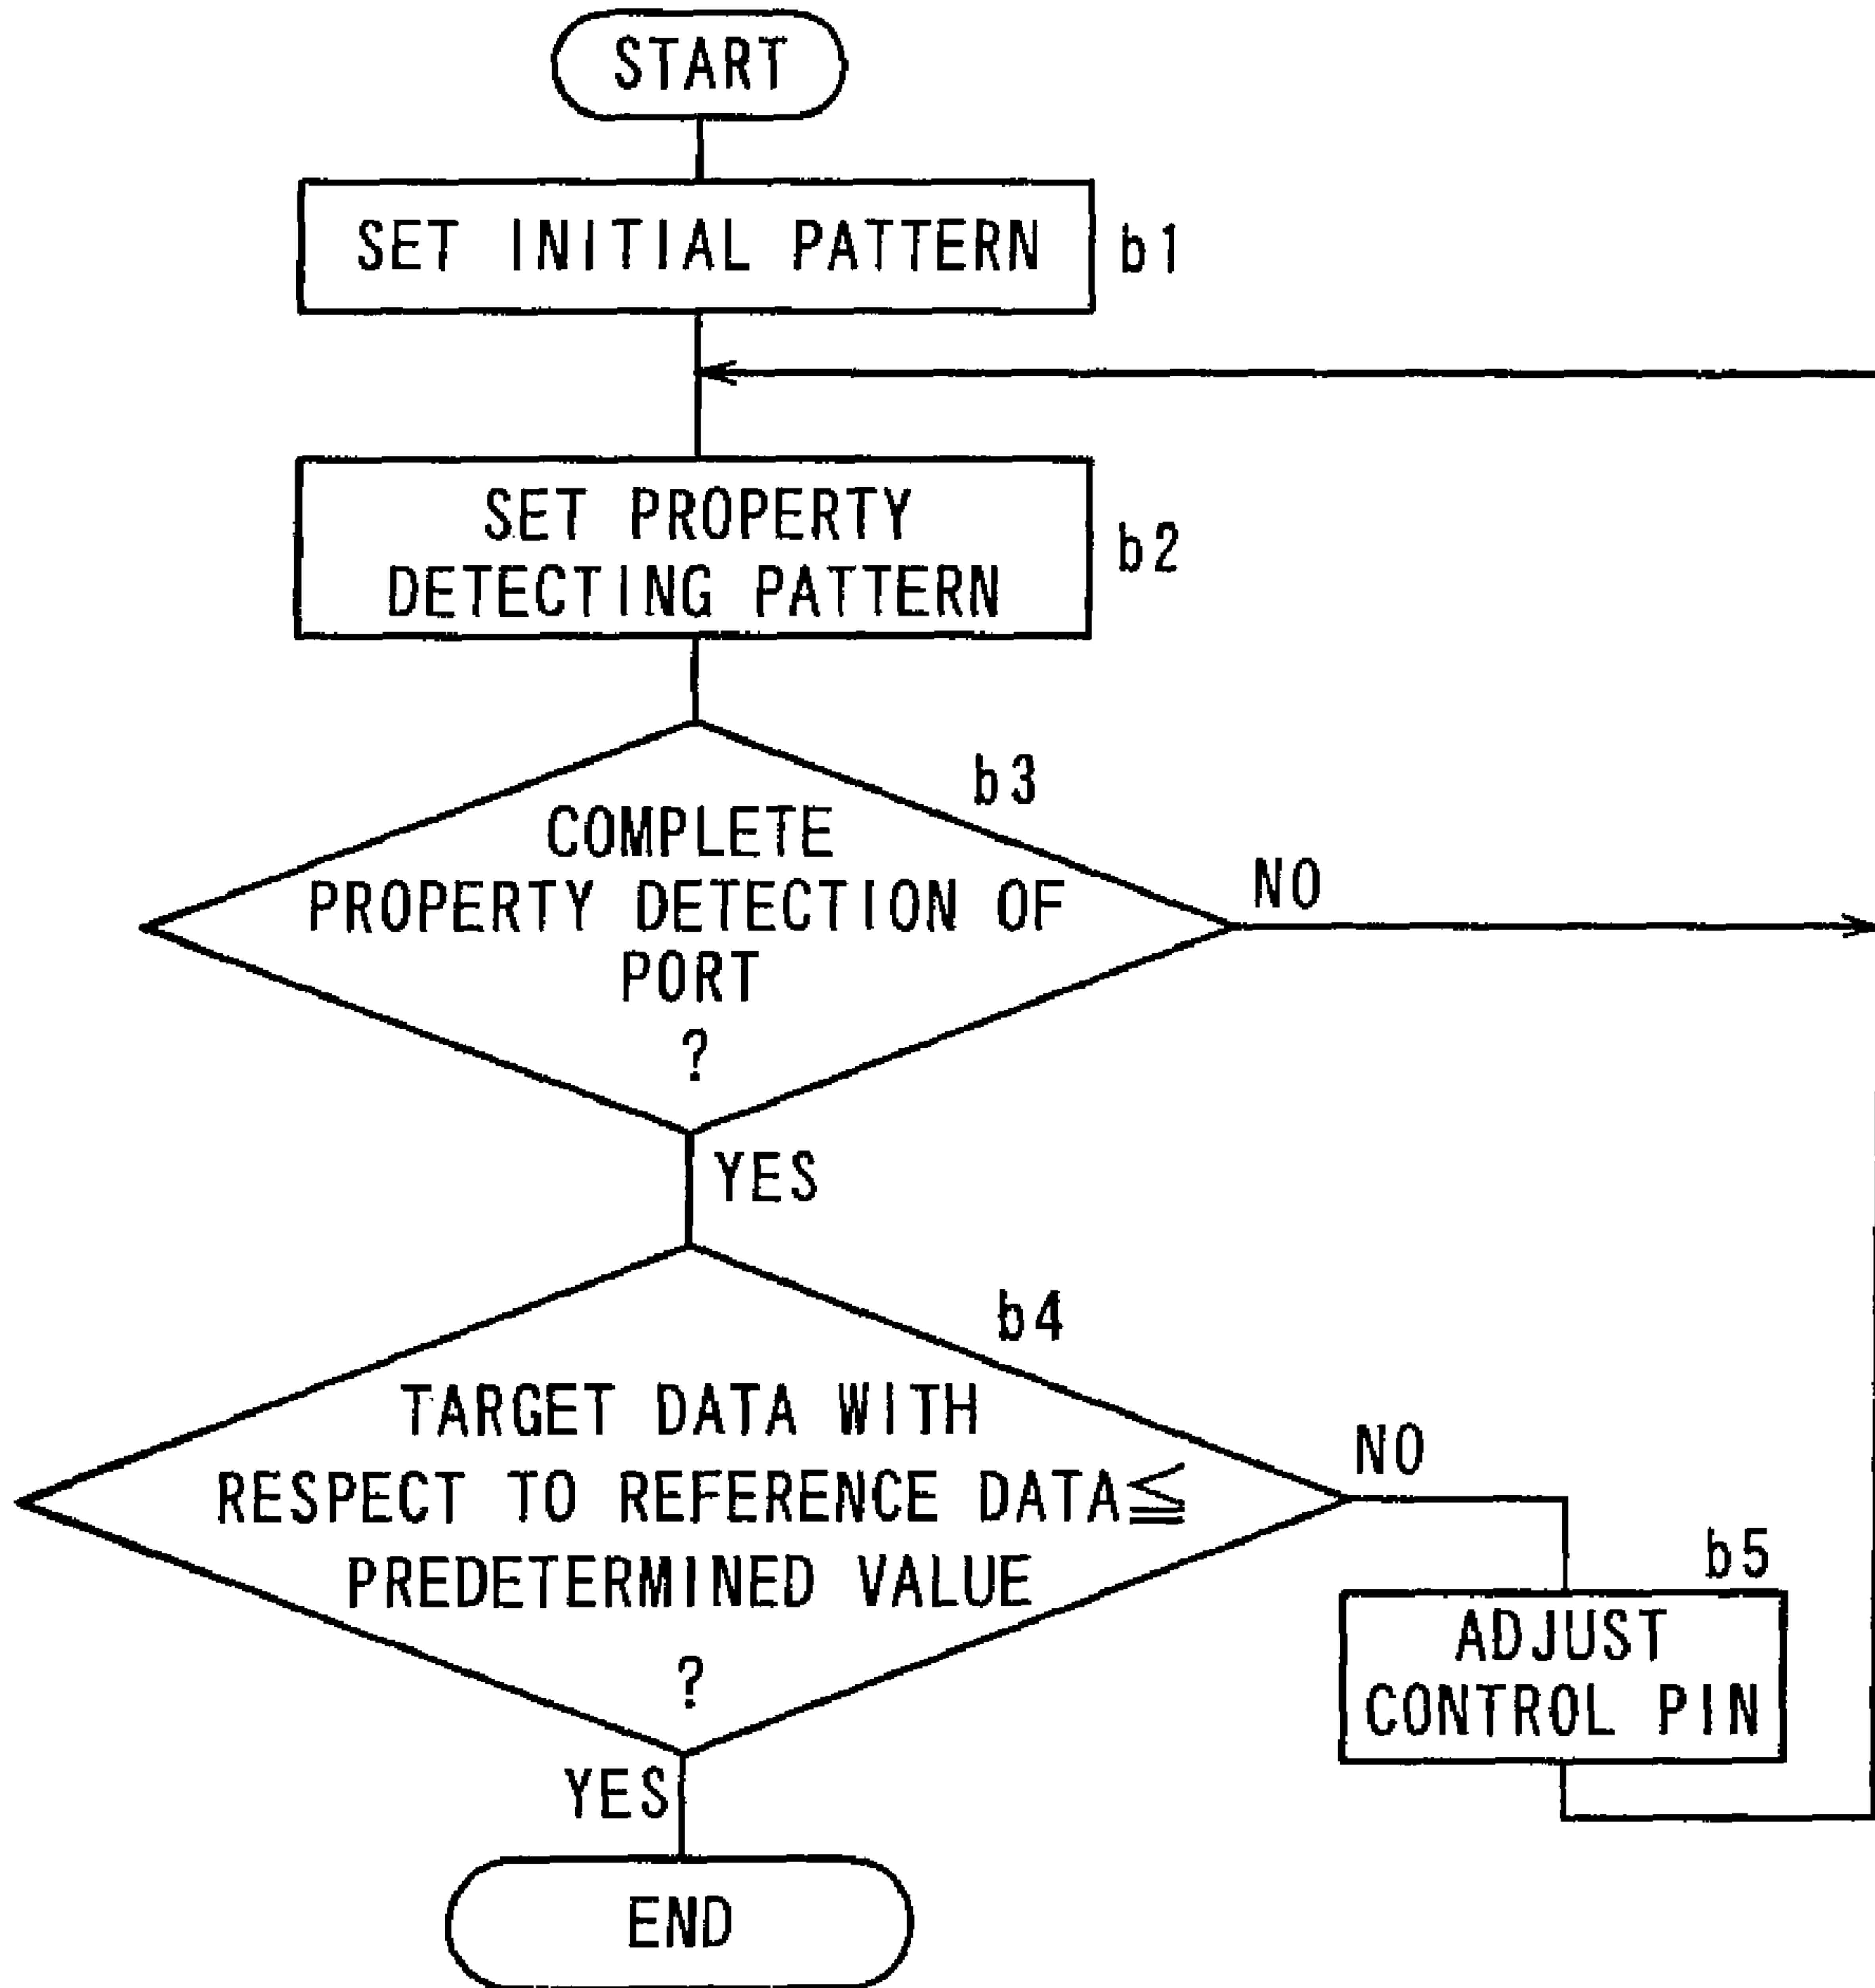 START
SET INITIAL PATTERN
b1
SET PROPERTY
DETECTING PATTERN
b2
b3
COMPLETE
PROPERTY DETECTION OF
PORT
?
NO
YES
b4
TARGET DATA WITH
RESPECT TO REFERENCE DATA≦
PREDETERMINED VALUE
?
NO
b5
ADJUST
CONTROL PIN
YES
END